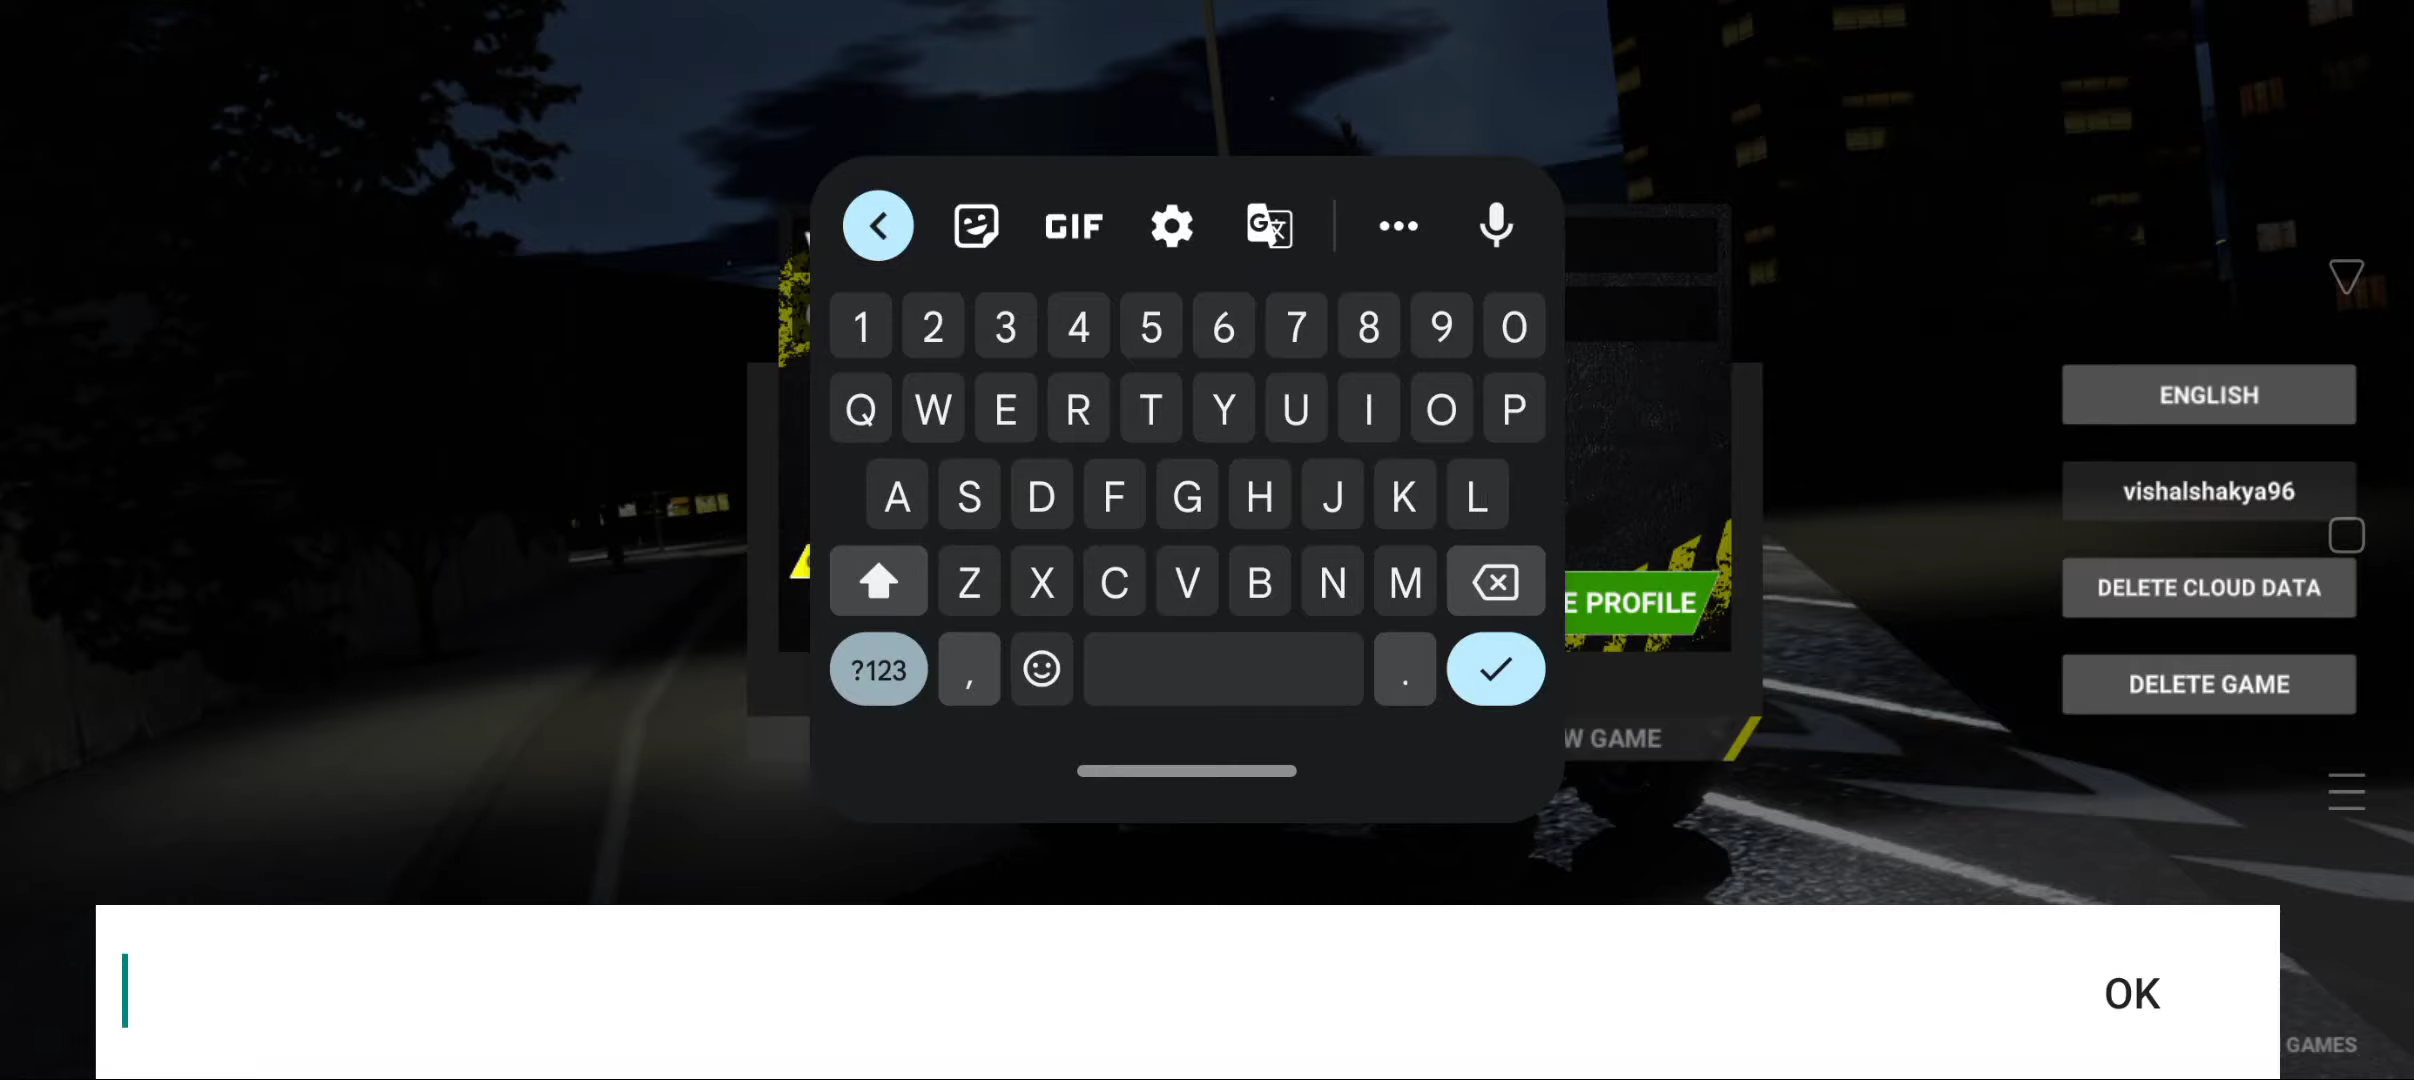 GIF
1 2 3 4 5 6 7 8 9 0
Q W E R T Y U I O P
A S D F G H J K L
Z X C V B N M
?123 , .
ENGLISH
vishalshakya96
DELETE CLOUD DATA
DELETE GAME
E PROFILE
W GAME
OK
GAMES